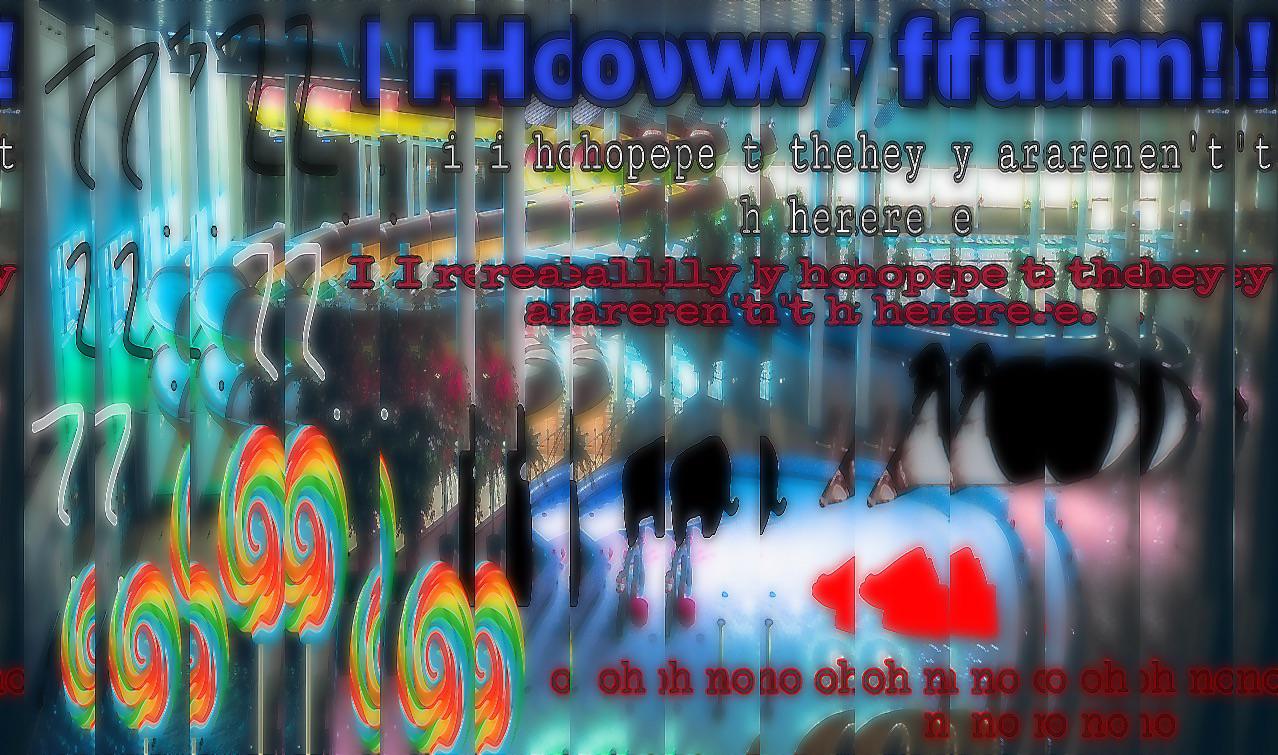 How fun!
i hope they aren't
here
I really hope they
aren't here.
oh no oh no oh no
no no